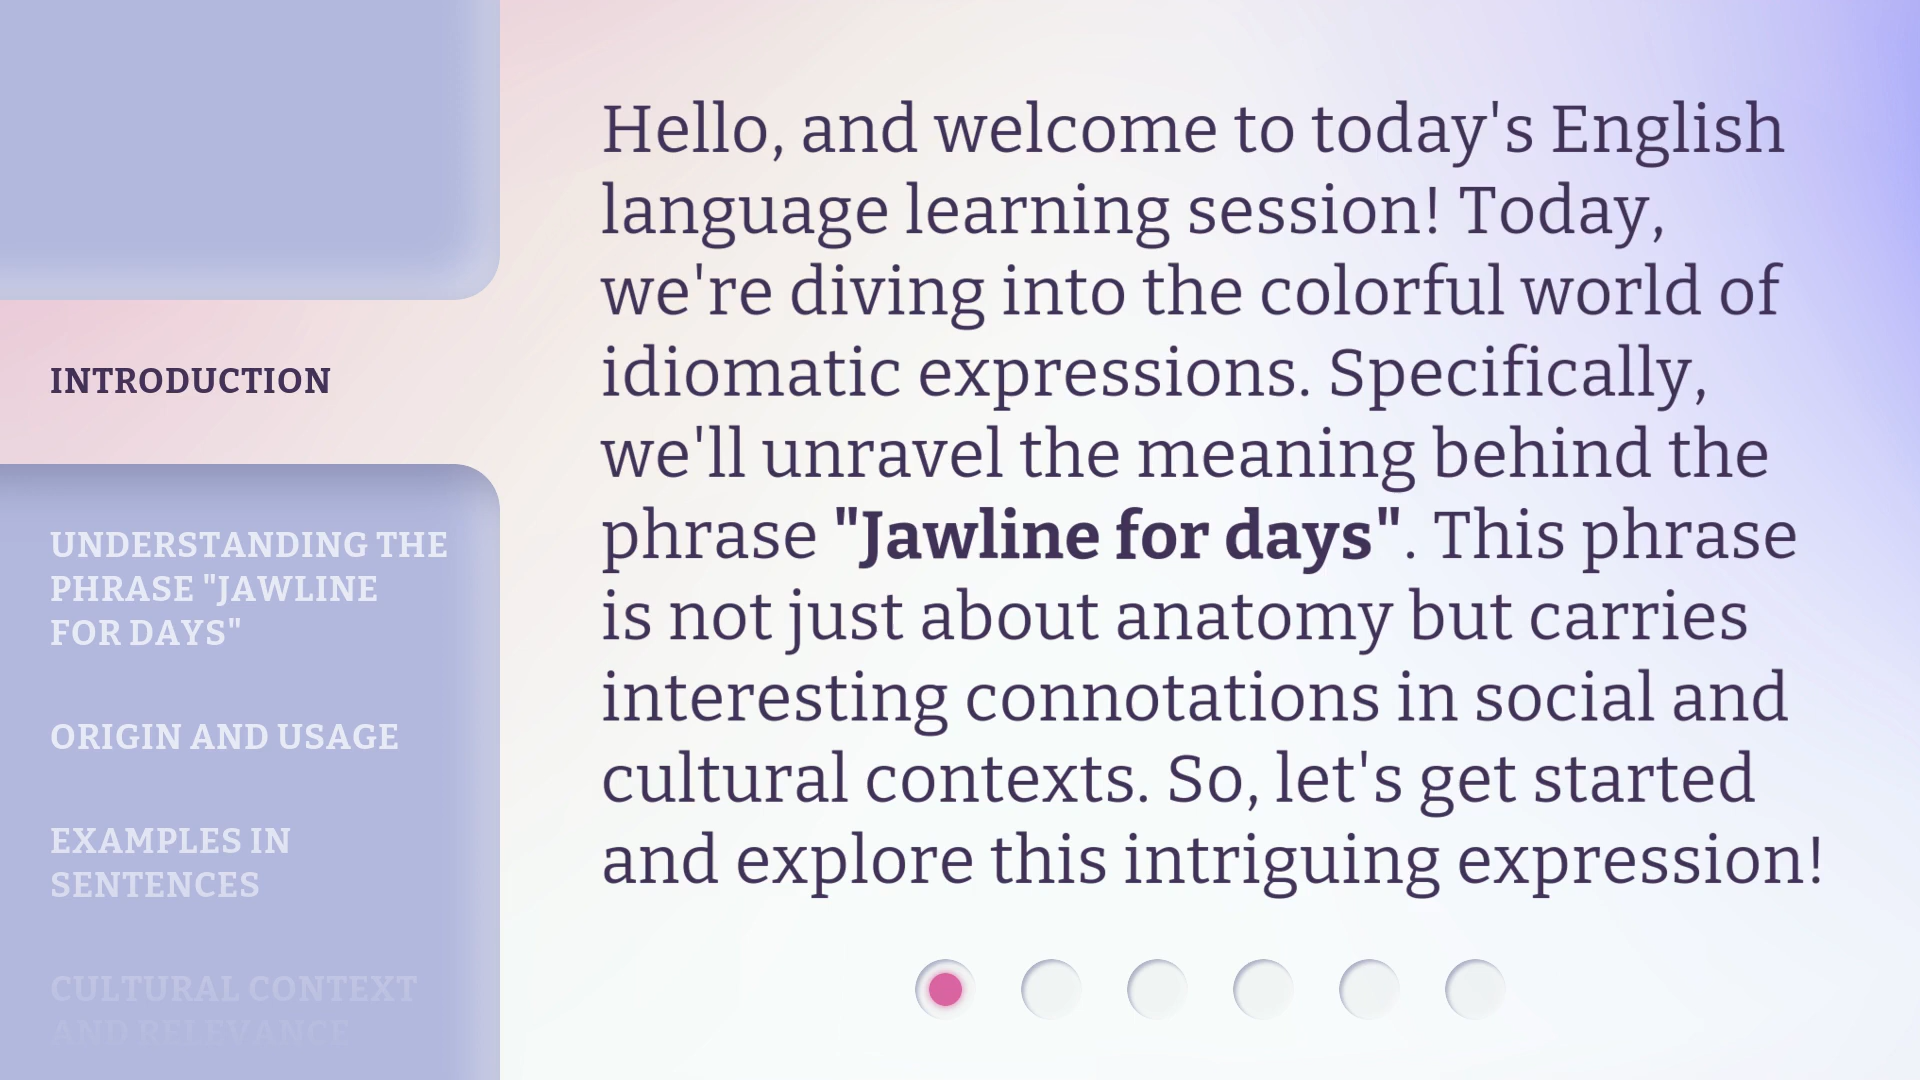 INTRODUCTION
UNDERSTANDING THE
PHRASE "JAWLINE
FOR DAYS"
ORIGIN AND USAGE
EXAMPLES IN
SENTENCES
CULTURAL CONTEXT
AND RELEVANCE
Hello, and welcome to today's English
language learning session! Today,
we're diving into the colorful world of
idiomatic expressions. Specifically,
we'll unravel the meaning behind the
phrase "Jawline for days". This phrase
is not just about anatomy but carries
interesting connotations in social and
cultural contexts. So, let's get started
and explore this intriguing expression!